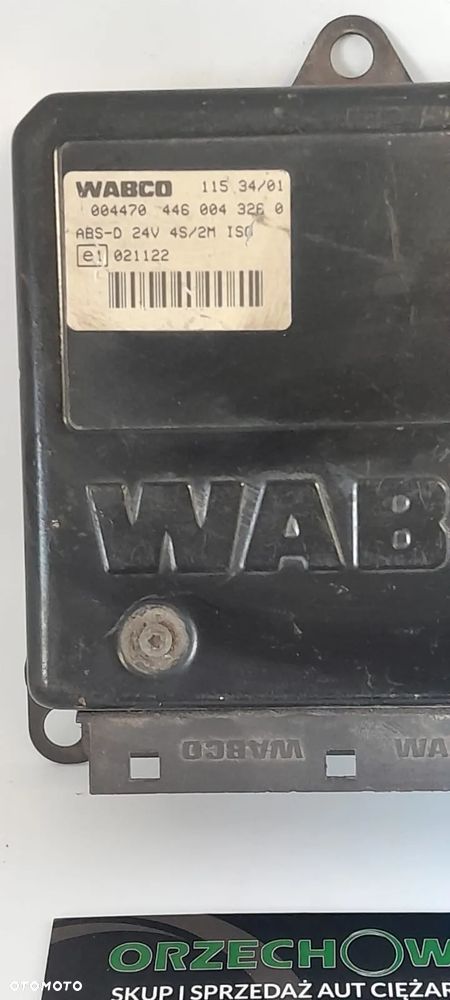 WABCO 115 34/01
004470 446 004 326 0
ABS-D 24V 4S/2M ISO
e1 021122
WAB
WABCO WA
ORZECHOW
SKUP I SPRZEDAŻ AUT CIĘŻAR
OTOMOTO